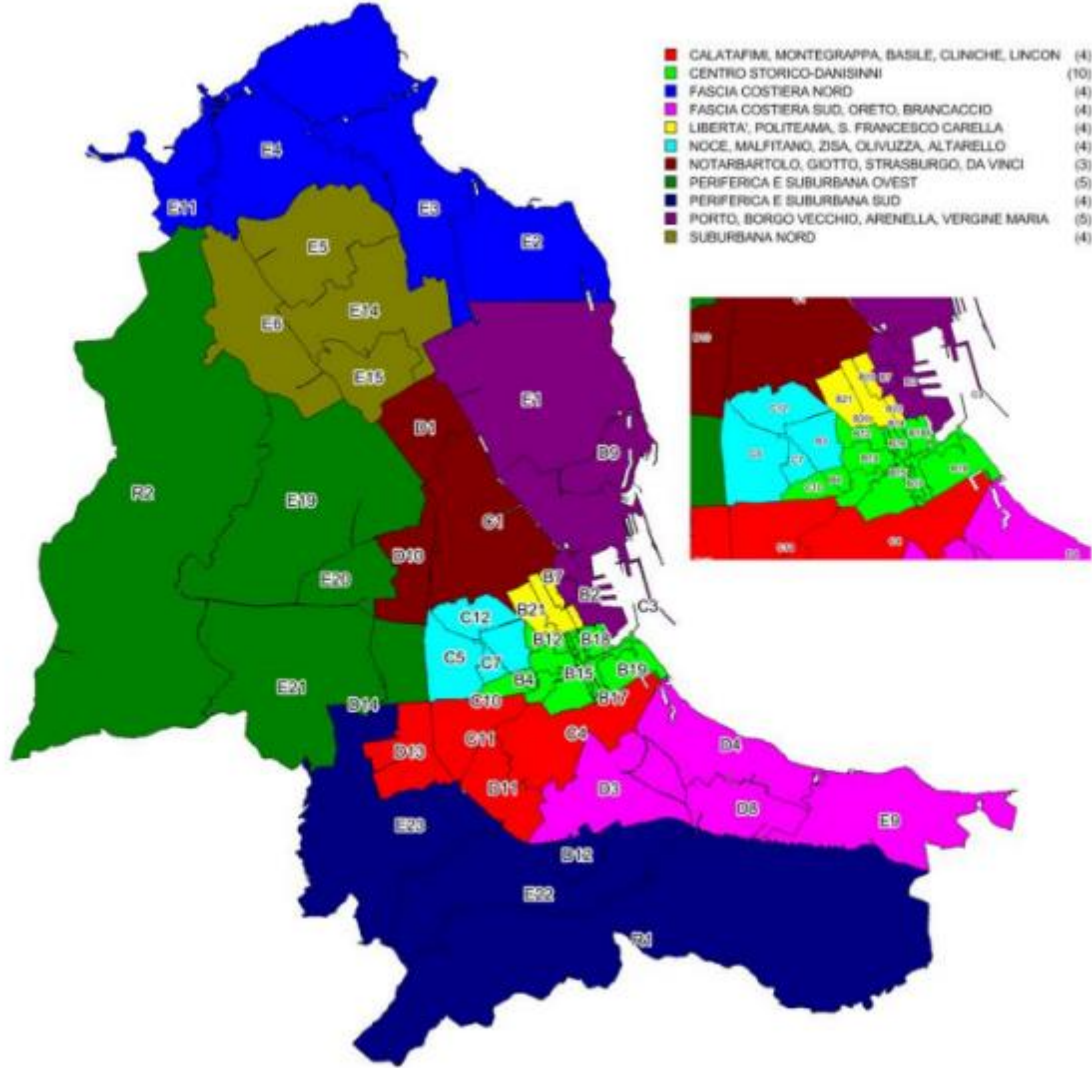 CALATAFIMI, MONTEGRAPPA, BASILE, CLINICHE, LINCON (4)
CENTRO STORICO-DANISINNI (10)
FASCIA COSTIERA NORD (4)
FASCIA COSTIERA SUD, ORETO, BRANCACCIO (4)
LIBERTA', POLITEAMA, S. FRANCESCO CARELLA (4)
NOCE, MALFITANO, ZISA, OLIVUZZA, ALTARELLO (4)
NOTARBARTOLO, GIOTTO, STRASBURGO, DA VINCI (3)
PERIFERICA E SUBURBANA OVEST (5)
PERIFERICA E SUBURBANA SUD (4)
PORTO, BORGO VECCHIO, ARENELLA, VERGINE MARIA (5)
SUBURBANA NORD (4)
E4
E11
E3
E2
E5
E6
E14
E15
E1
D1
D9
R2
E19
C1
D10
E20
B7
B2
C3
B21
C12
B12
B18
C5
C7
B4
B15
B19
E21
D14
C10
B17
C11
C4
D13
D4
D11
D3
E9
E23
D12
E22
B21
B12